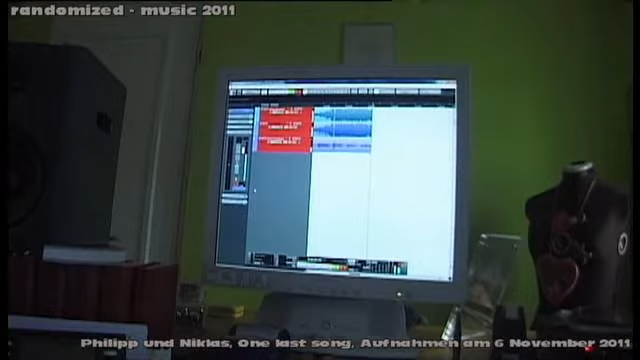 randomized - music 2011
Philipp und Niklas, One last song, Aufnahmen am 6 November 2011